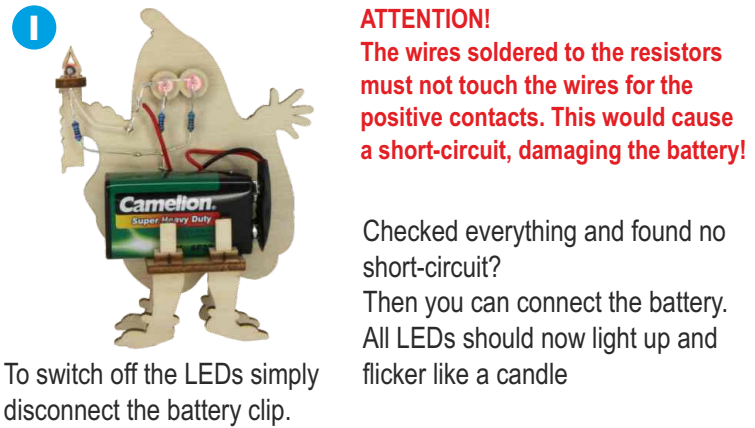 I
ATTENTION!
The wires soldered to the resistors
must not touch the wires for the
positive contacts. This would cause
a short-circuit, damaging the battery!
Camelion.
Super Heavy Duty
Checked everything and found no
short-circuit?
Then you can connect the battery.
All LEDs should now light up and
flicker like a candle
To switch off the LEDs simply
disconnect the battery clip.